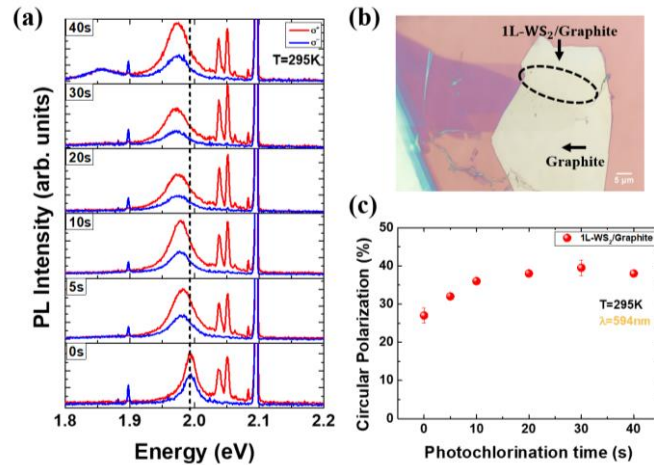 (a)
40s
σ⁺
σ⁻
T=295K
30s
20s
10s
5s
0s
PL Intensity (arb. units)
1.8 1.9 2.0 2.1 2.2
Energy (eV)
(b)
1L-WS₂/Graphite
Graphite
5 μm
(c)
Circular Polarization (%)
60
50
40
30
20
10
0
1L-WS₂/Graphite
T=295K
λ=594nm
0 10 20 30 40
Photochlorination time (s)